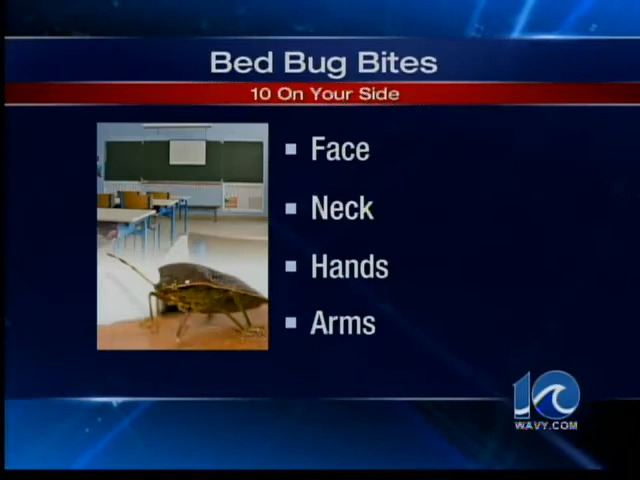 Bed Bug Bites
10 On Your Side
Face
Neck
Hands
Arms
10
WAVY.COM